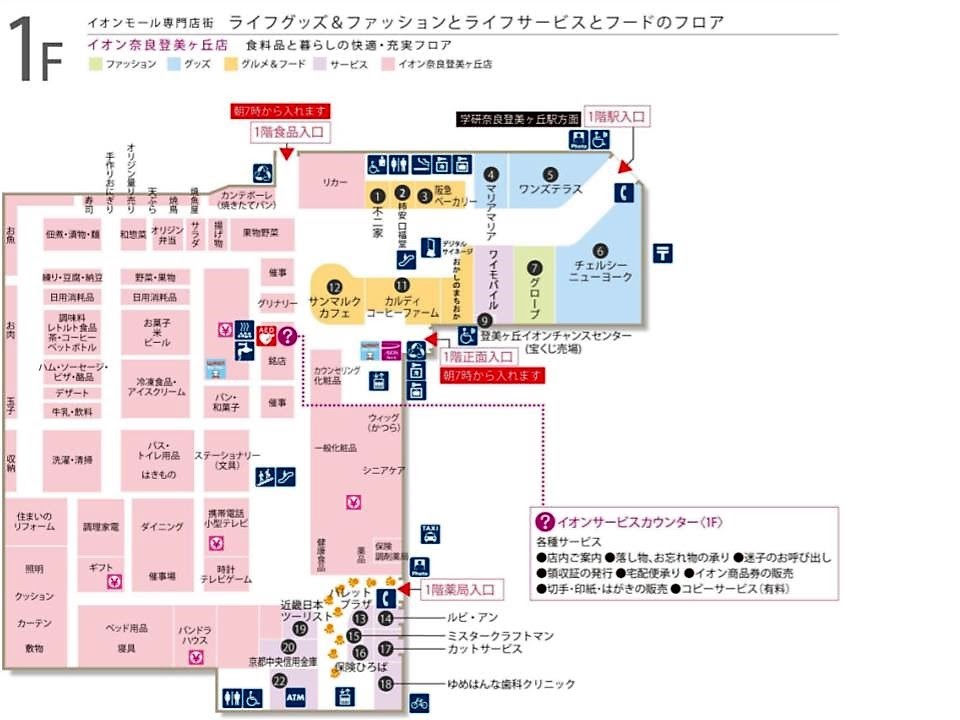 1F
イオンモール専門店街 ライフグッズ&ファッションとライフサービスとフードのフロア
イオン奈良登美ヶ丘店 食料品と暮らしの快適・充実フロア
ファッション グッズ グルメ&フード サービス イオン奈良登美ヶ丘店
朝7時から入れます
1階食品入口
学研奈良登美ヶ丘駅方面
1階駅入口
Photo
手作りおにぎり
オリジン量り売り
寿司
天ぷら
焼鳥
焼魚屋
カンテボーレ
(焼きたてパン)
リカー
1 不二家
2 柿安 口福堂
3 阪急
ベーカリー
4 マリアマリア
5
ワンズテラス
6
チェルシー
ニューヨーク
7
グローブ
ワイモバイル
デジタル
サイネージ
おかしのまちおか
お魚
佃煮・漬物・麺
和惣菜
オリジン
弁当
サラダ
揚げ物
果物野菜
練り・豆腐・納豆
野菜・果物
催事
日用消耗品
日用消耗品
グリナリー
12
サンマルク
カフェ
11
カルディ
コーヒーファーム
9
登美ヶ丘イオンチャンスセンター
(宝くじ売場)
1階正面入口
朝7時から入れます
お肉
調味料
レトルト食品
茶・コーヒー
ペットボトル
お菓子
米
ビール
AED
?
銘店
カウンセリング
化粧品
ハム・ソーセージ・
ピザ・酪品
デザート
牛乳・飲料
冷凍食品・
アイスクリーム
パン・
和菓子
催事
玉子
ウィッグ
(かつら)
一般化粧品
シニアケア
収納
洗濯・清掃
バス・
トイレ用品
はきもの
ステーショナリー
(文具)
住まいの
リフォーム
調理家電
ダイニング
携帯電話
小型テレビ
健康食品
薬品
保険
調剤薬局
TAXI
Photo
照明
ギフト
催事場
時計
テレビゲーム
クッション
カーテン
敷物
ベッド用品
寝具
パンドラ
ハウス
パレット
プラザ
1階薬局入口
近畿日本
ツーリスト
19
20
京都中央信用金庫
22
ATM
13
14
ルビ・アン
15
ミスタークラフトマン
16
保険ひろば
17
カットサービス
18
ゆめはんな歯科クリニック
? イオンサービスカウンター〈1F〉
各種サービス
●店内ご案内 ●落し物、お忘れ物の承り ●迷子のお呼び出し
●領収証の発行 ●宅配便承り ●イオン商品券の販売
●切手・印紙・はがきの販売 ●コピーサービス(有料)